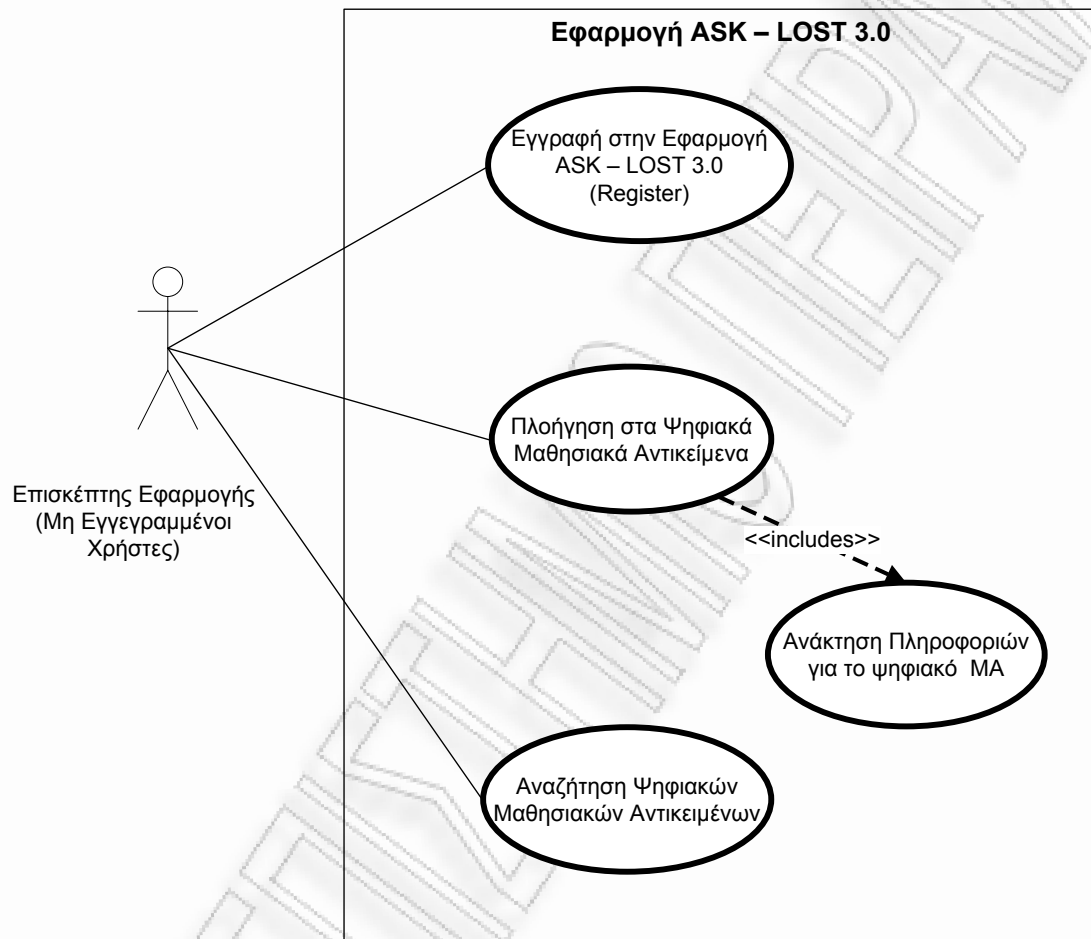 Εφαρμογή ASK – LOST 3.0
Εγγραφή στην Εφαρμογή
ASK – LOST 3.0
(Register)
Πλοήγηση στα Ψηφιακά
Μαθησιακά Αντικείμενα
Επισκέπτης Εφαρμογής
(Μη Εγγεγραμμένοι
Χρήστες)
<<includes>>
Ανάκτηση Πληροφοριών
για το ψηφιακό ΜΑ
Αναζήτηση Ψηφιακών
Μαθησιακών Αντικειμένων